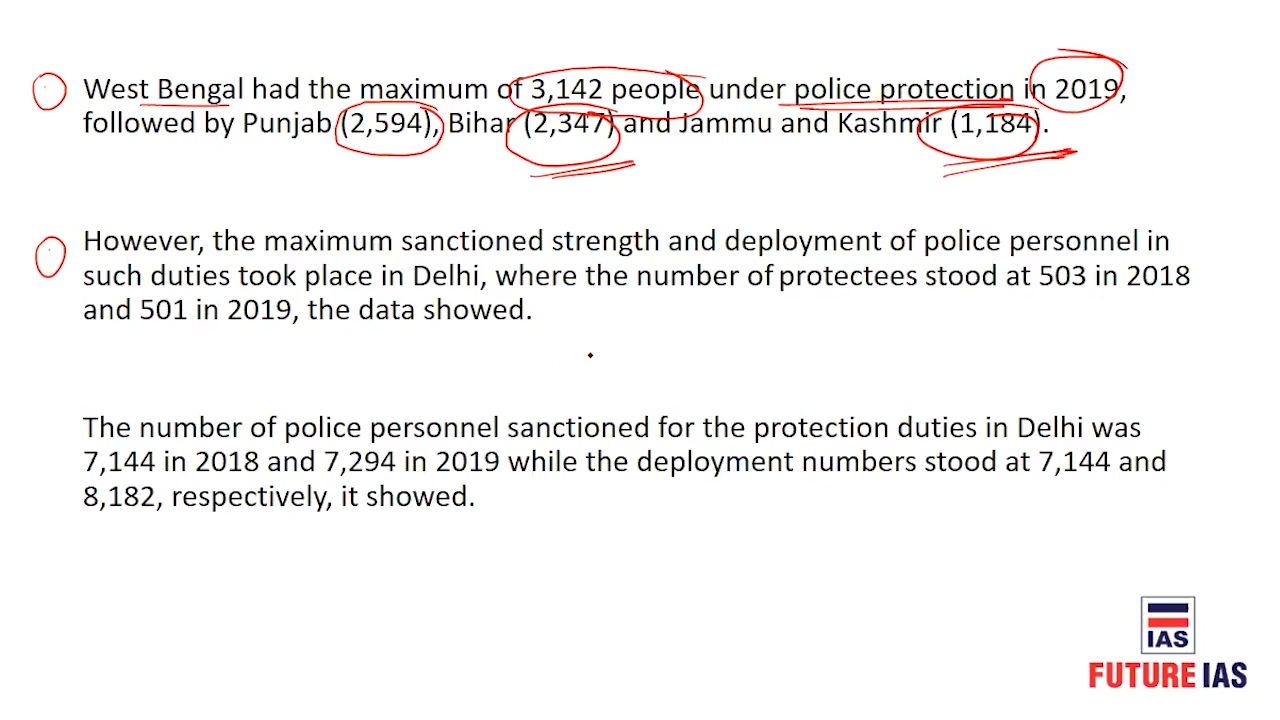 West Bengal had the maximum of 3,142 people under police protection in 2019,
followed by Punjab (2,594), Bihar (2,347) and Jammu and Kashmir (1,184).
However, the maximum sanctioned strength and deployment of police personnel in
such duties took place in Delhi, where the number of protectees stood at 503 in 2018
and 501 in 2019, the data showed.
The number of police personnel sanctioned for the protection duties in Delhi was
7,144 in 2018 and 7,294 in 2019 while the deployment numbers stood at 7,144 and
8,182, respectively, it showed.
IAS
FUTURE IAS